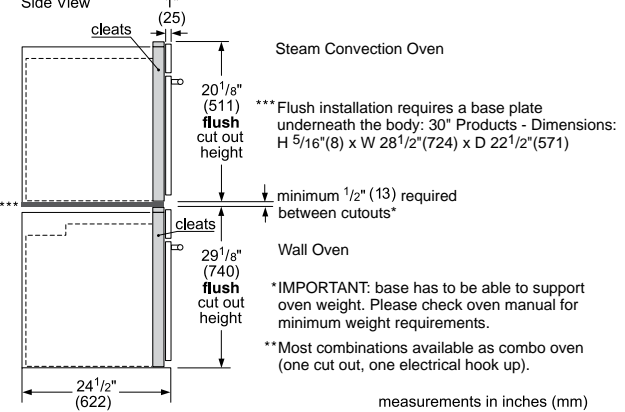 Side View
1"
(25)
cleats
Steam Convection Oven
20 1/8"
(511)
flush
cut out
height
***Flush installation requires a base plate
underneath the body: 30" Products - Dimensions:
H 5/16"(8) x W 28 1/2"(724) x D 22 1/2"(571)
***
minimum 1/2" (13) required
between cutouts*
cleats
Wall Oven
29 1/8"
(740)
flush
cut out
height
*IMPORTANT: base has to be able to support
oven weight. Please check oven manual for
minimum weight requirements.
**Most combinations available as combo oven
(one cut out, one electrical hook up).
24 1/2"
(622)
measurements in inches (mm)